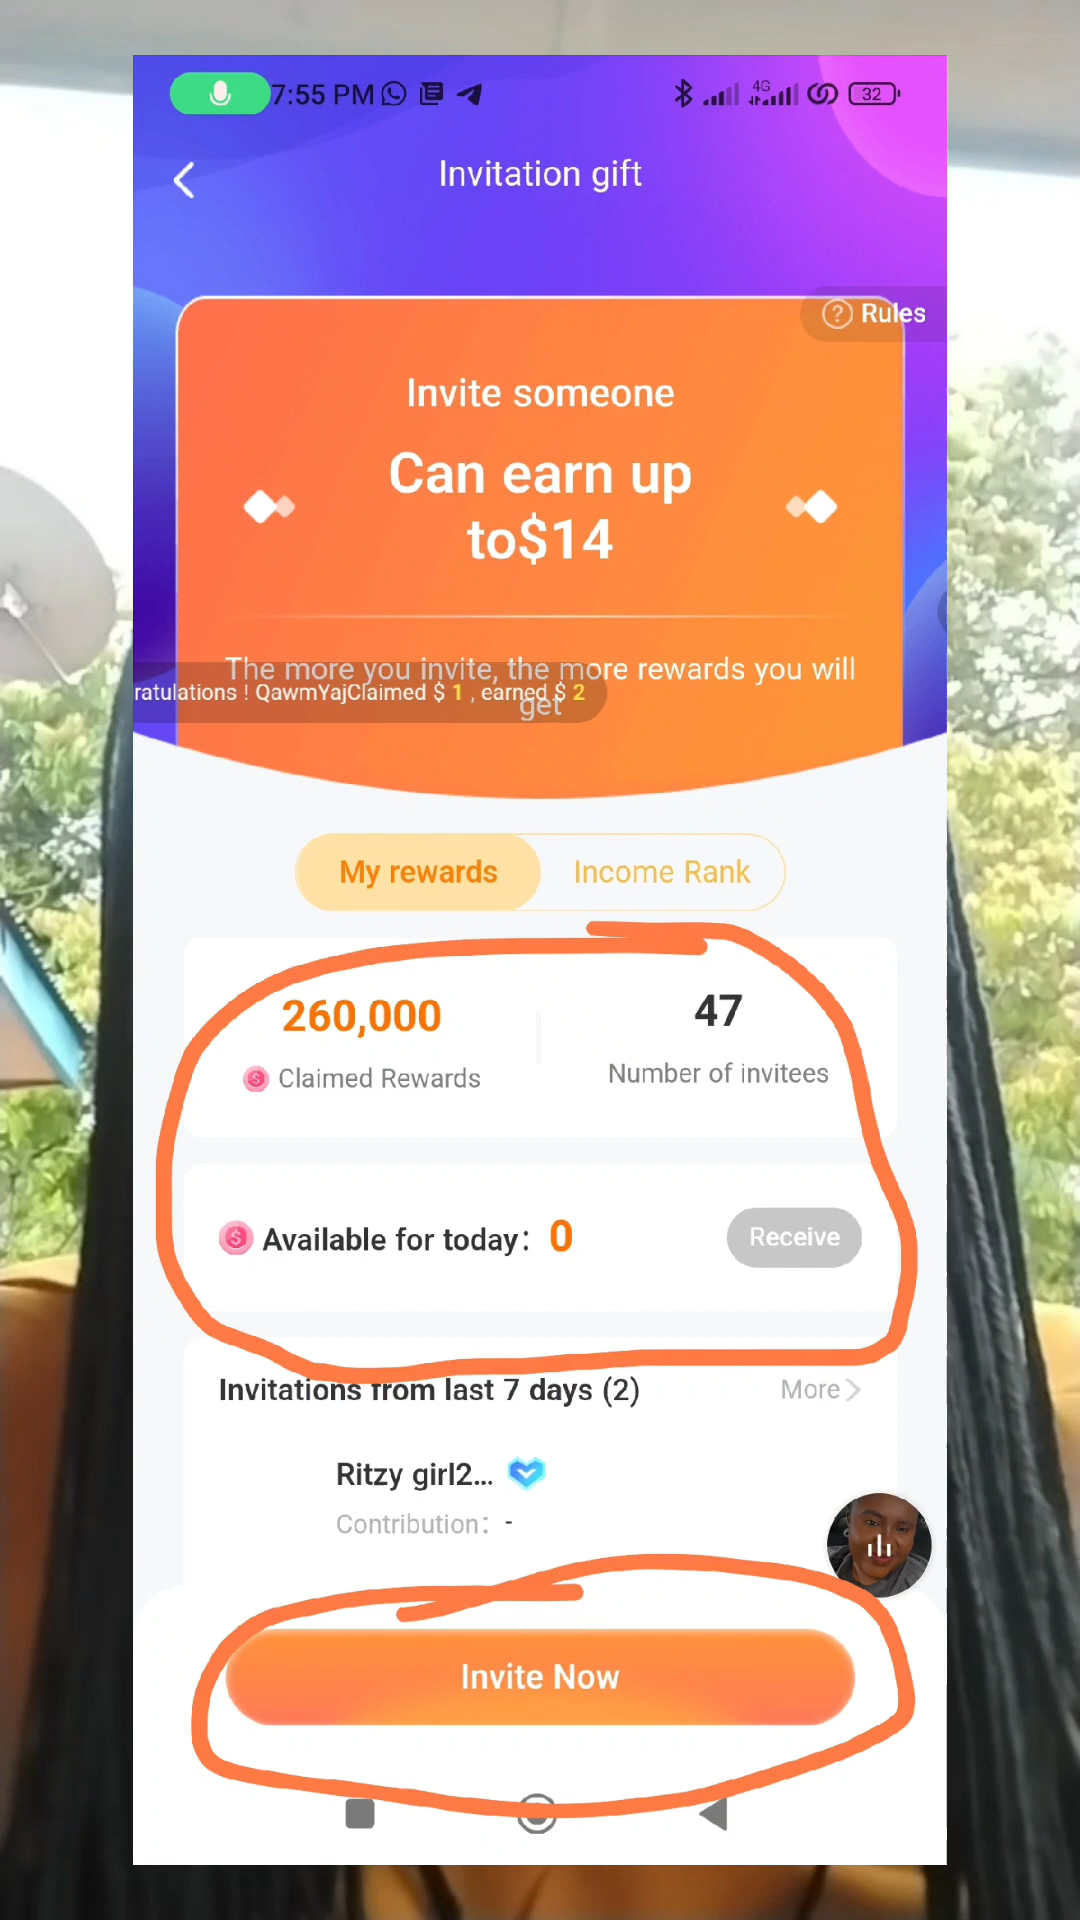 7:55 PM
4G
32
Invitation gift
Rules
Invite someone
Can earn up
to$14
The more you invite, the more rewards you will
get
ratulations ! QawmYajClaimed $ 1 , earned $ 2
My rewards
Income Rank
260,000
47
Claimed Rewards
Number of invitees
Available for today: 0
Receive
Invitations from last 7 days (2)
More
Ritzy girl2...
Contribution: -
Invite Now